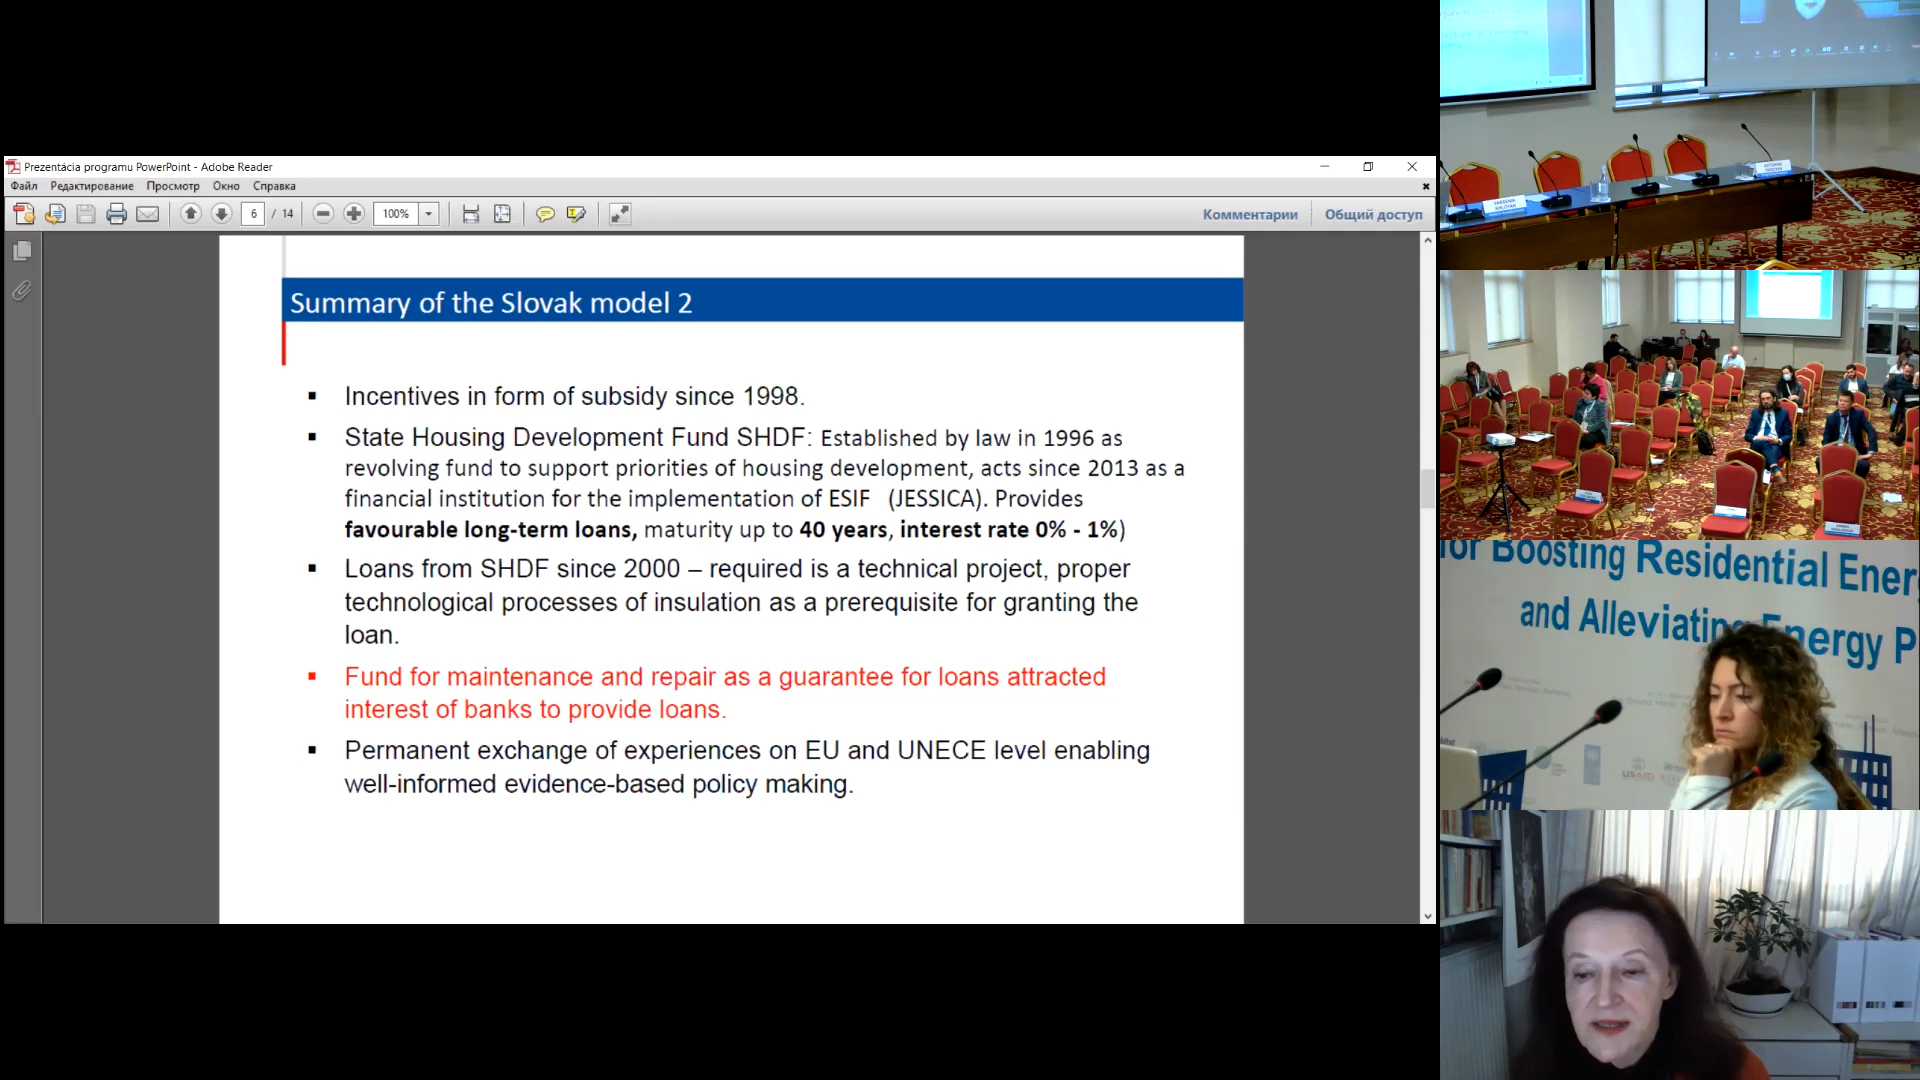 Prezentácia programu PowerPoint - Adobe Reader
Файл Редактирование Просмотр Окно Справка
6 / 14 100% Комментарии Общий доступ
Summary of the Slovak model 2
▪ Incentives in form of subsidy since 1998.
▪ State Housing Development Fund SHDF: Established by law in 1996 as
revolving fund to support priorities of housing development, acts since 2013 as a
financial institution for the implementation of ESIF (JESSICA). Provides
favourable long-term loans, maturity up to 40 years, interest rate 0% - 1%)
▪ Loans from SHDF since 2000 – required is a technical project, proper
technological processes of insulation as a prerequisite for granting the
loan.
▪ Fund for maintenance and repair as a guarantee for loans attracted
interest of banks to provide loans.
▪ Permanent exchange of experiences on EU and UNECE level enabling
well-informed evidence-based policy making.
for Boosting Residential Ener
and Alleviating Energy P
USAID